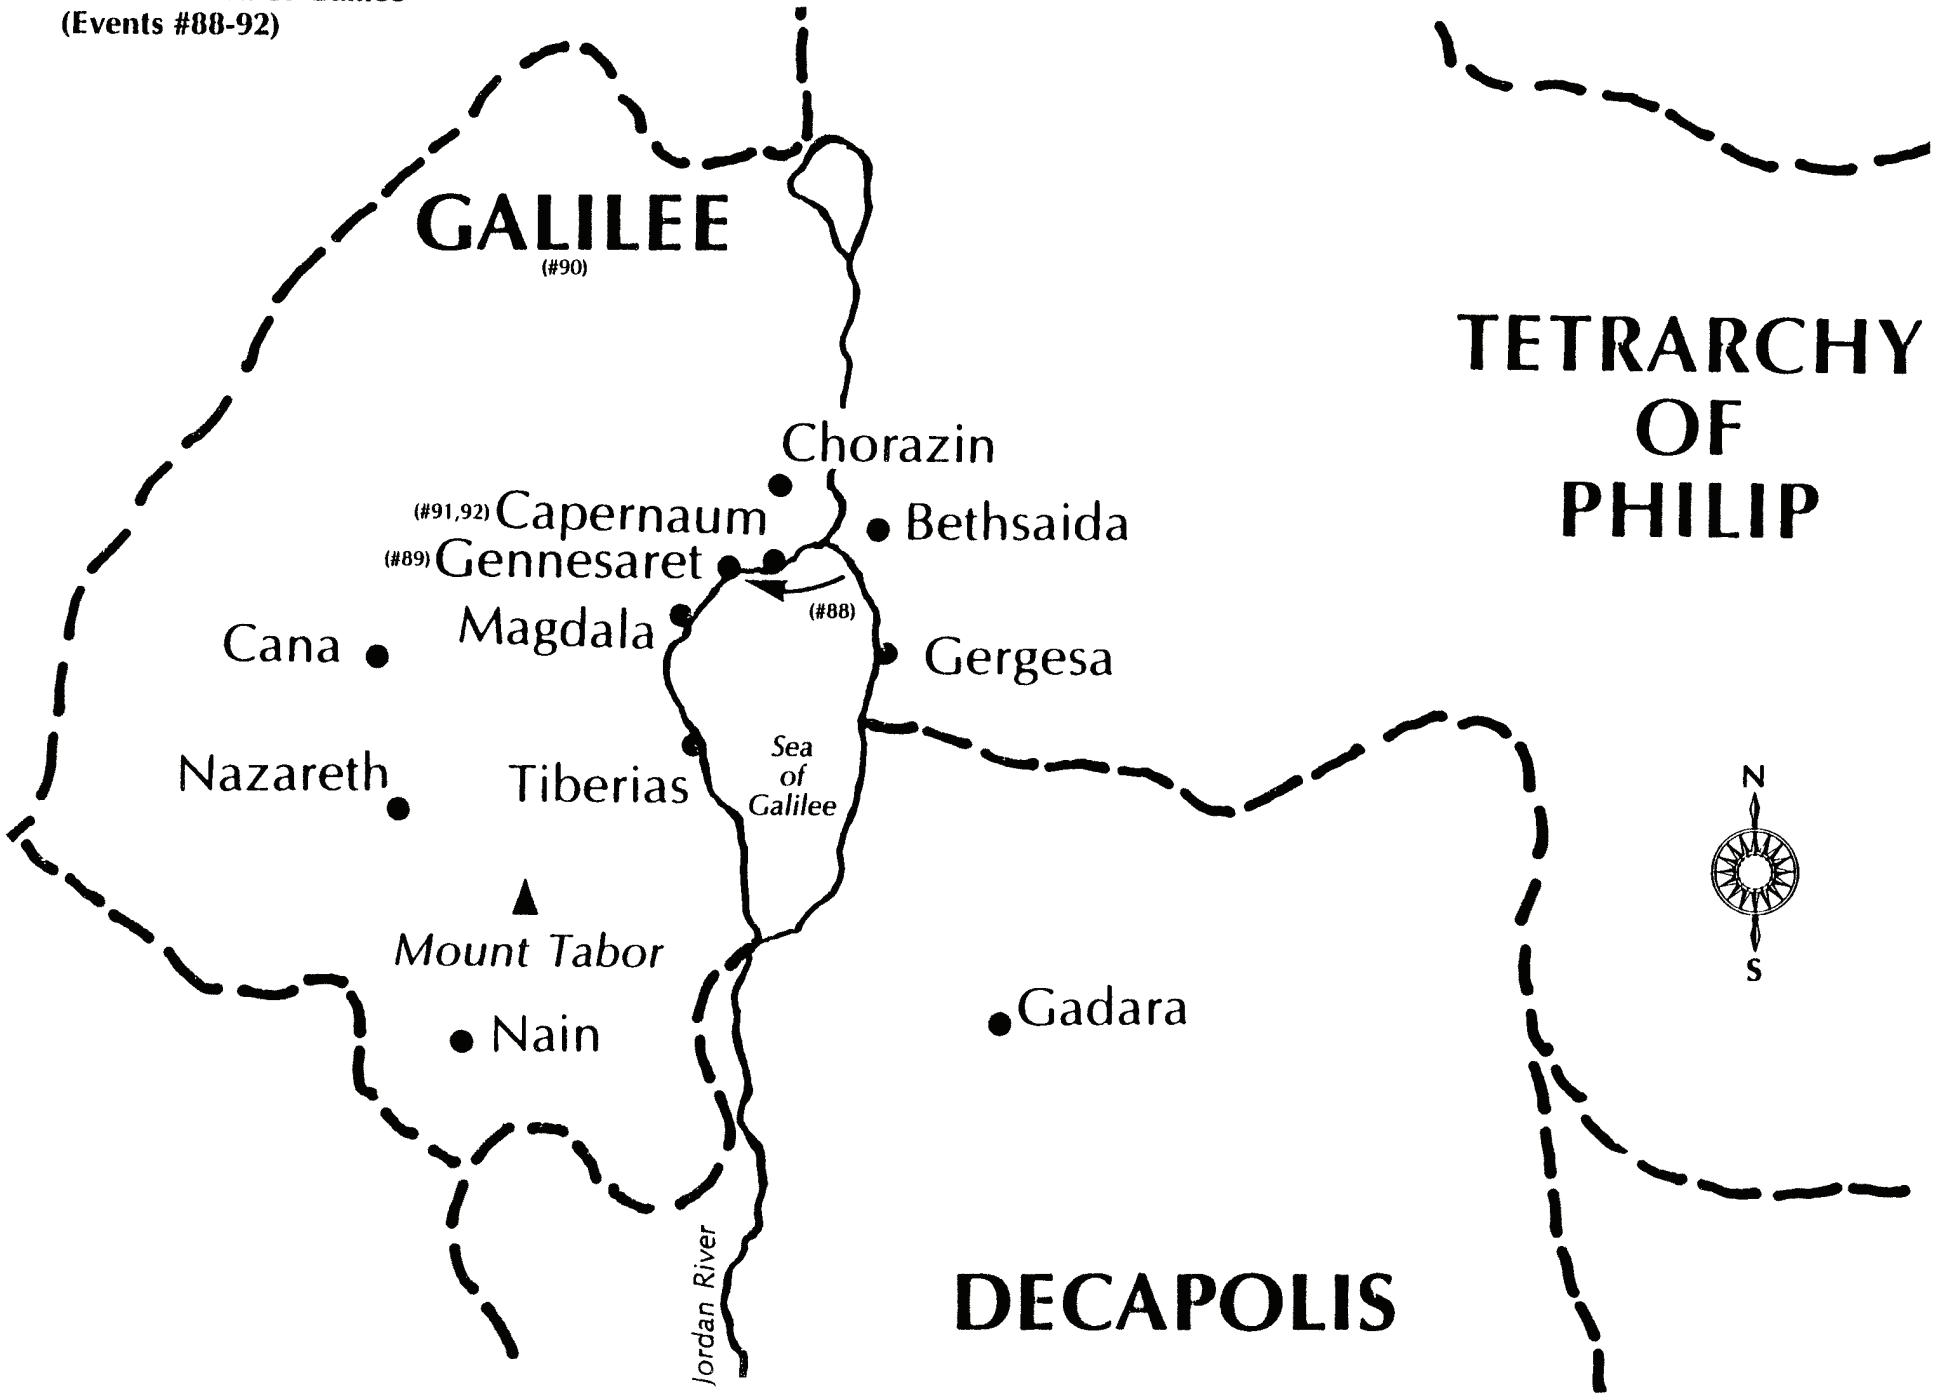 (Events #88-92)
GALILEE
(#90)
TETRARCHY
OF
PHILIP
Chorazin
(#91,92) Capernaum
Bethsaida
(#89) Gennesaret
(#88)
Magdala
Cana
Gergesa
Sea
of
Galilee
Nazareth
Tiberias
N
S
Mount Tabor
Nain
Gadara
Jordan River
DECAPOLIS